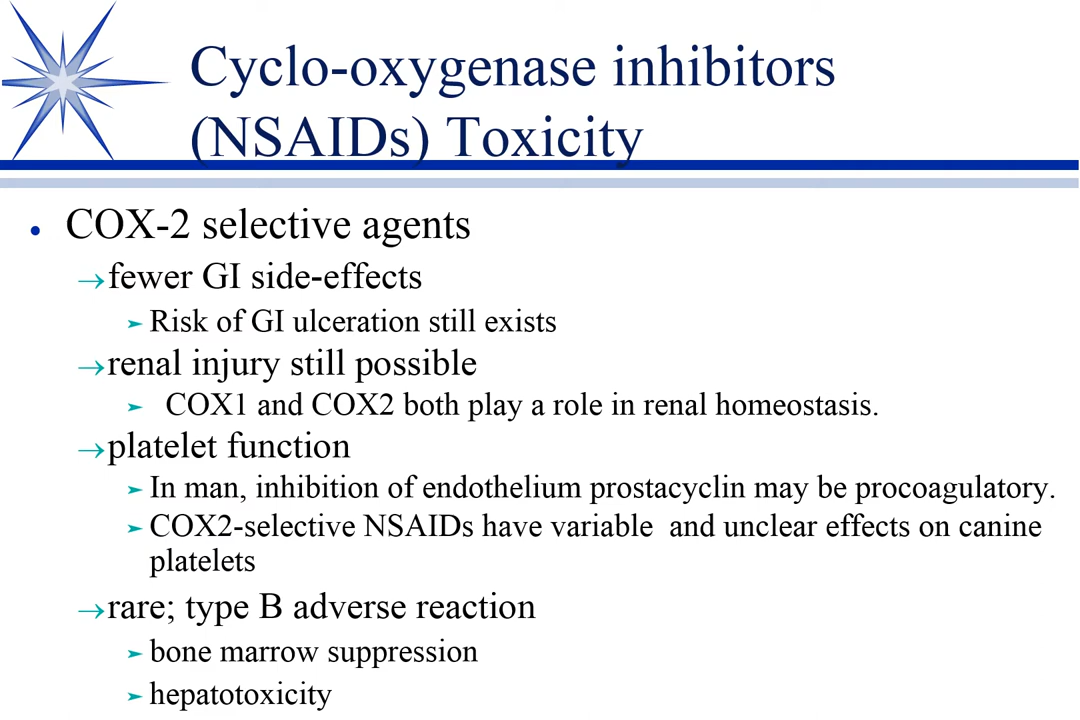 Cyclo-oxygenase inhibitors
(NSAIDs) Toxicity
• COX-2 selective agents
→fewer GI side-effects
➢ Risk of GI ulceration still exists
→renal injury still possible
➢ COX1 and COX2 both play a role in renal homeostasis.
→platelet function
➢ In man, inhibition of endothelium prostacyclin may be procoagulatory.
➢ COX2-selective NSAIDs have variable and unclear effects on canine
platelets
→rare; type B adverse reaction
➢ bone marrow suppression
➢ hepatotoxicity